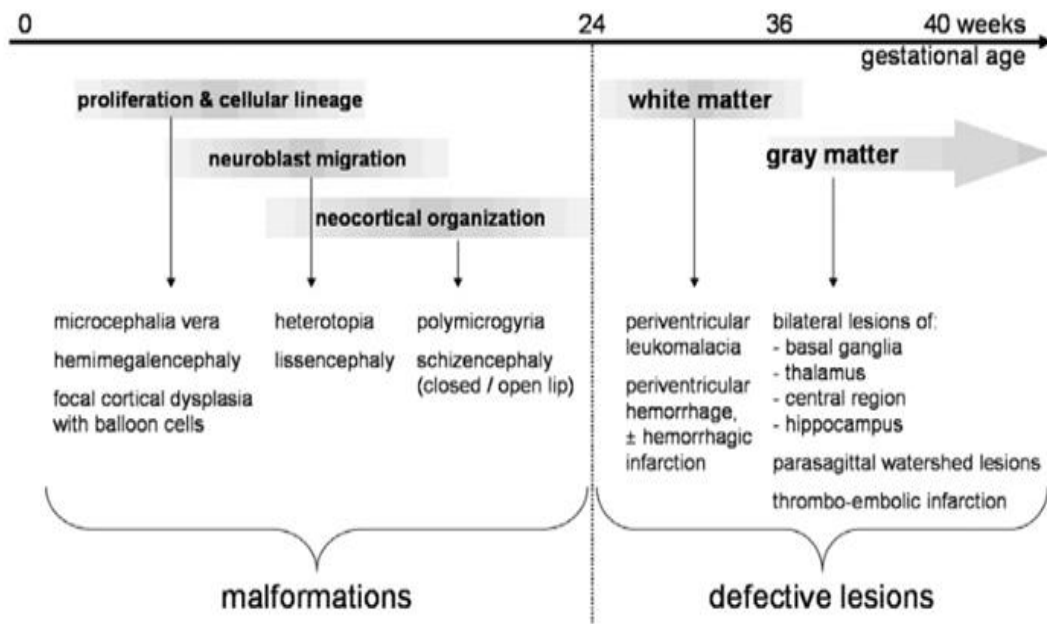 0 24 36 40 weeks
gestational age
proliferation & cellular lineage
neuroblast migration
neocortical organization
white matter
gray matter
microcephalia vera
hemimegalencephaly
focal cortical dysplasia
with balloon cells
heterotopia
lissencephaly
polymicrogyria
schizencephaly
(closed / open lip)
periventricular
leukomalacia
periventricular
hemorrhage,
± hemorrhagic
infarction
bilateral lesions of:
- basal ganglia
- thalamus
- central region
- hippocampus
parasagittal watershed lesions
thrombo-embolic infarction
malformations
defective lesions